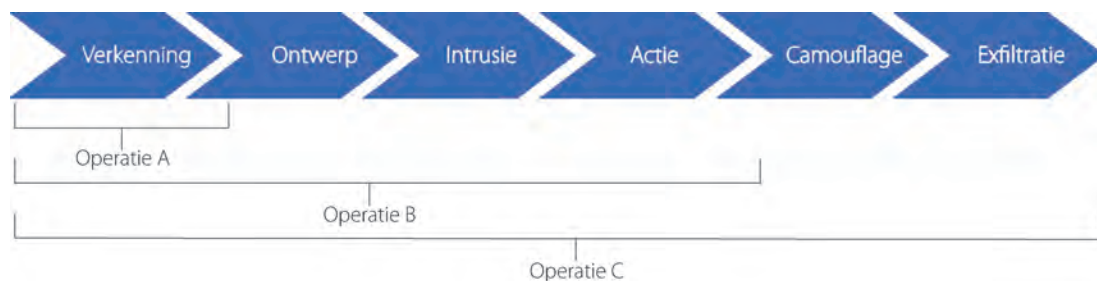 Verkenning Ontwerp Intrusie Actie Camouflage Exfiltratie
Operatie A
Operatie B
Operatie C